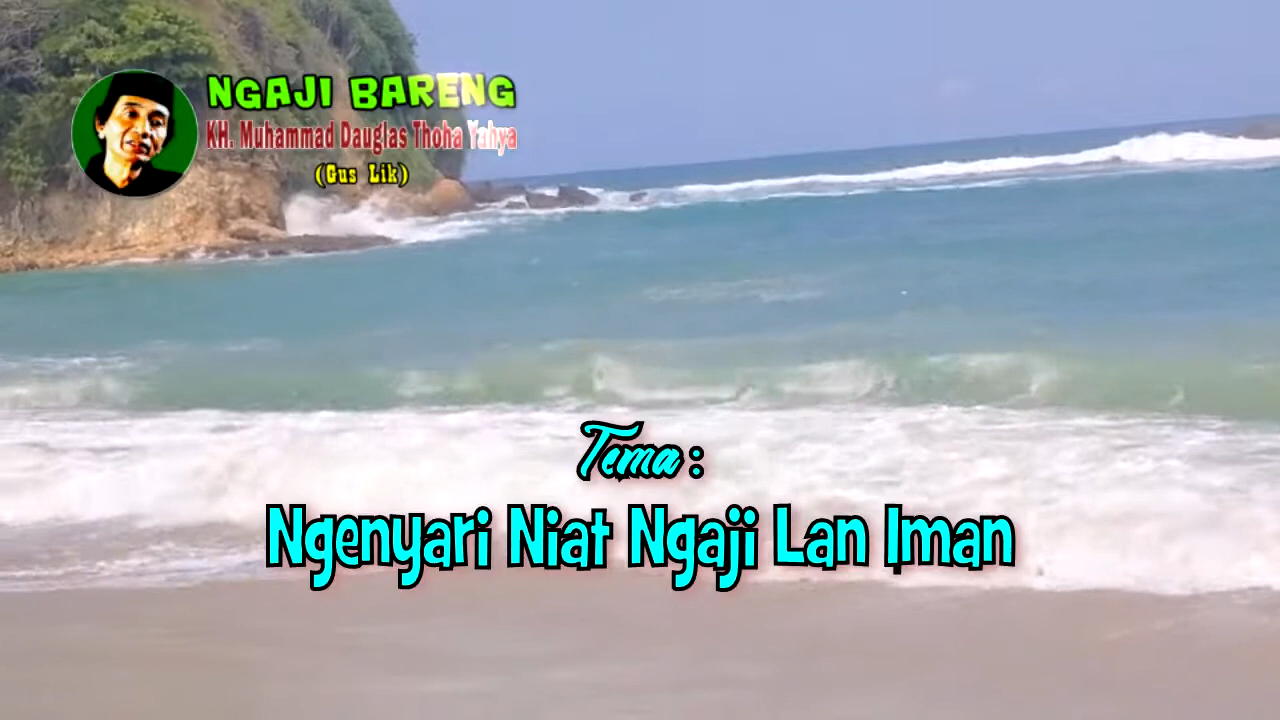 NGAJI BARENG
KH. Muhammad Dauglas Thoha Yahya
(Gus Lik)
Tema :
Ngenyari Niat Ngaji Lan Iman